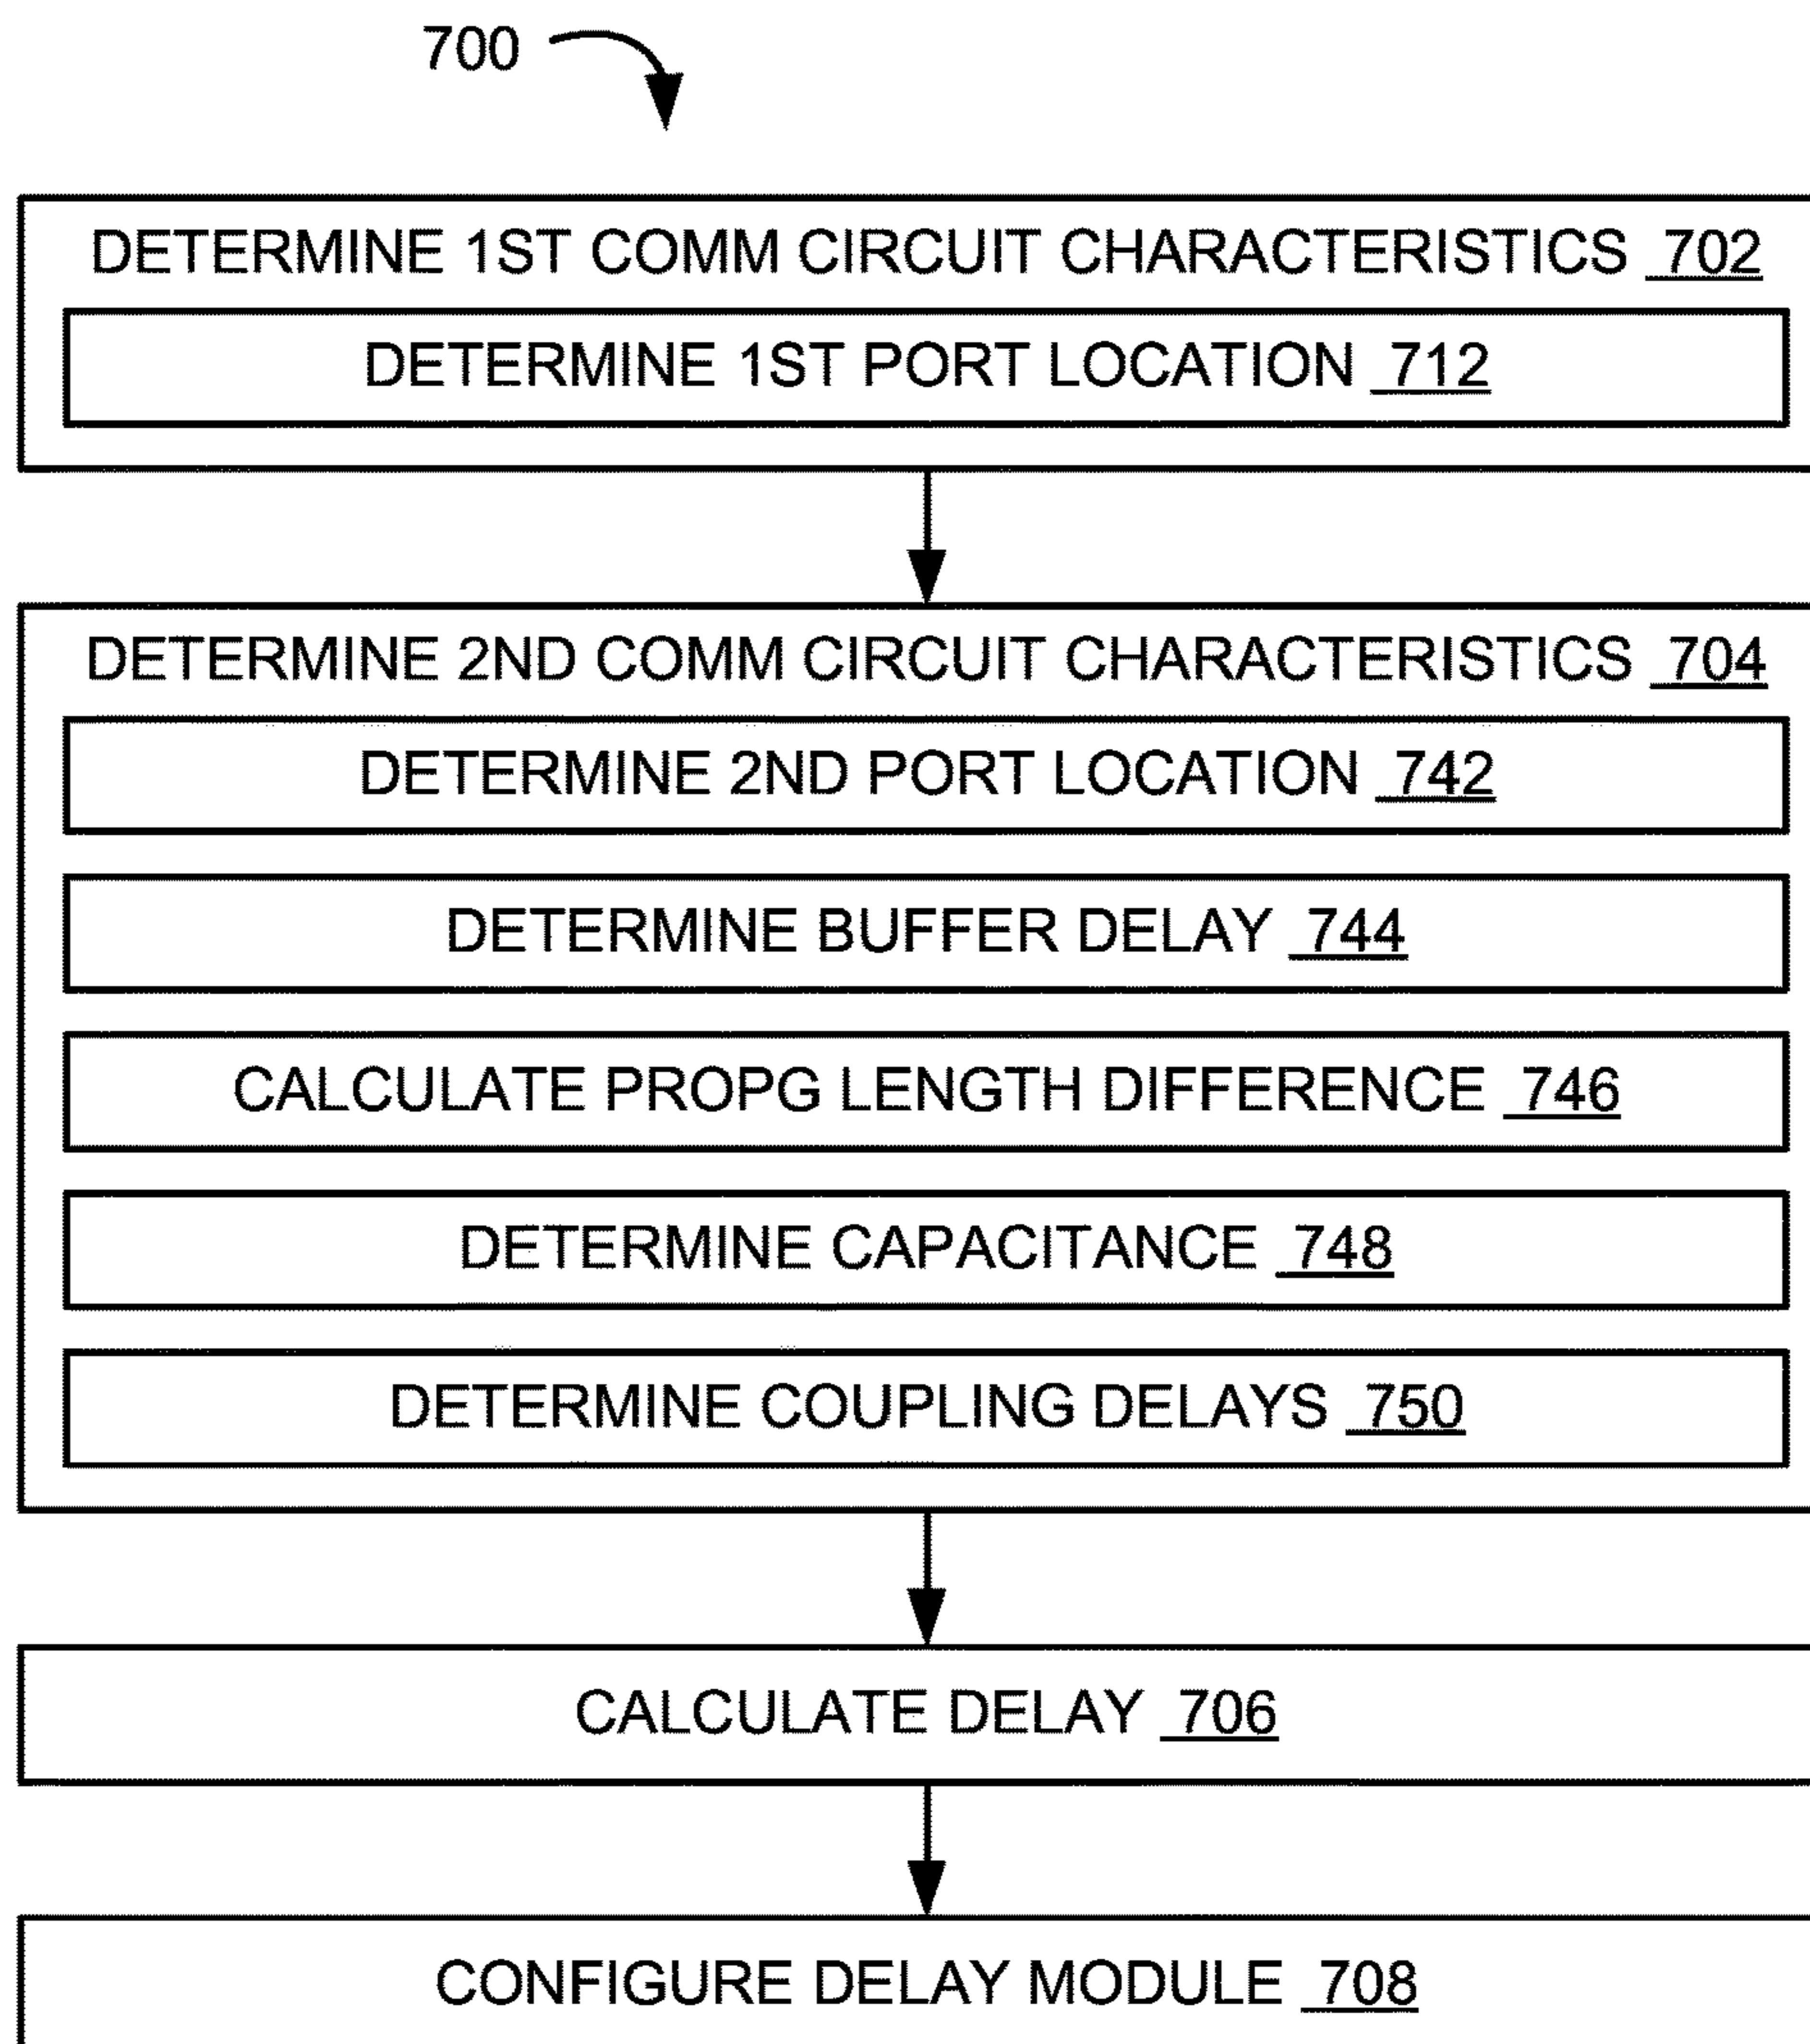 700
DETERMINE 1ST COMM CIRCUIT CHARACTERISTICS 702
DETERMINE 1ST PORT LOCATION 712
DETERMINE 2ND COMM CIRCUIT CHARACTERISTICS 704
DETERMINE 2ND PORT LOCATION 742
DETERMINE BUFFER DELAY 744
CALCULATE PROPG LENGTH DIFFERENCE 746
DETERMINE CAPACITANCE 748
DETERMINE COUPLING DELAYS 750
CALCULATE DELAY 706
CONFIGURE DELAY MODULE 708